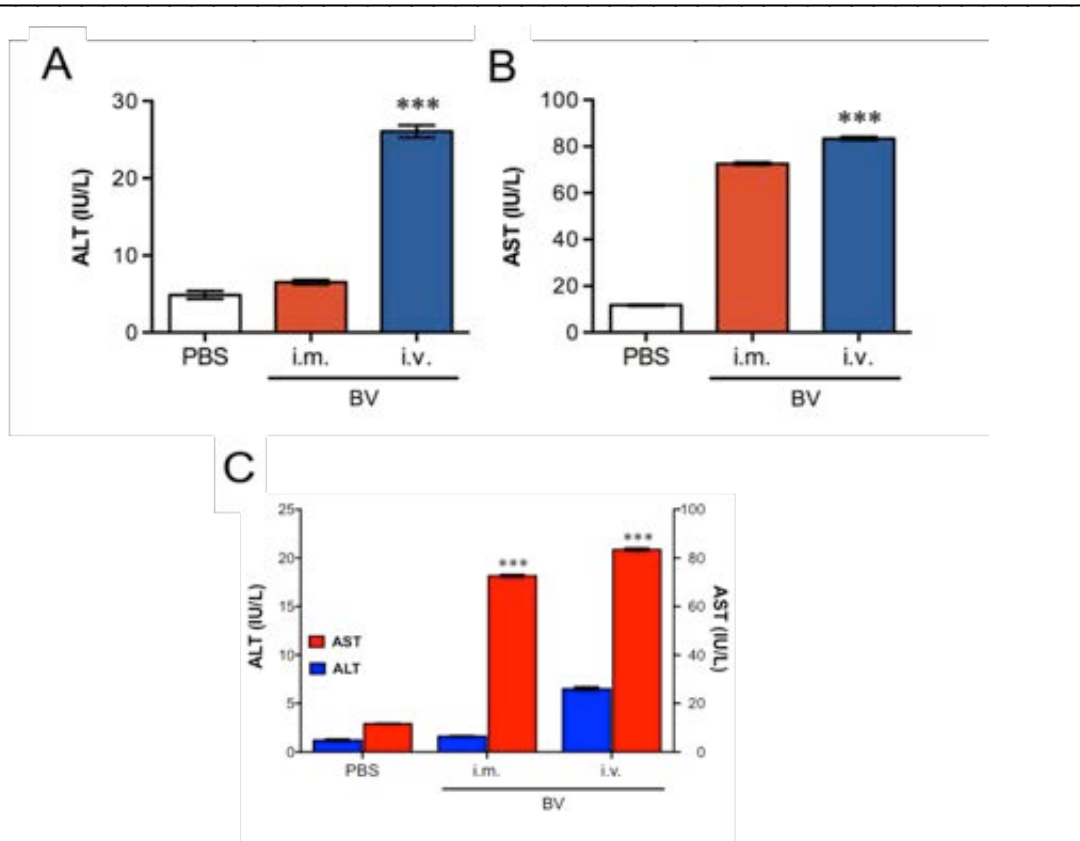 A
30
20
10
0
ALT (IU/L)
***
PBS
i.m.
i.v.
BV
B
100
80
60
40
20
0
AST (IU/L)
***
PBS
i.m.
i.v.
BV
C
25
20
15
10
5
0
ALT (IU/L)
AST
ALT
***
***
100
80
60
40
20
0
AST (IU/L)
PBS
i.m.
i.v.
BV